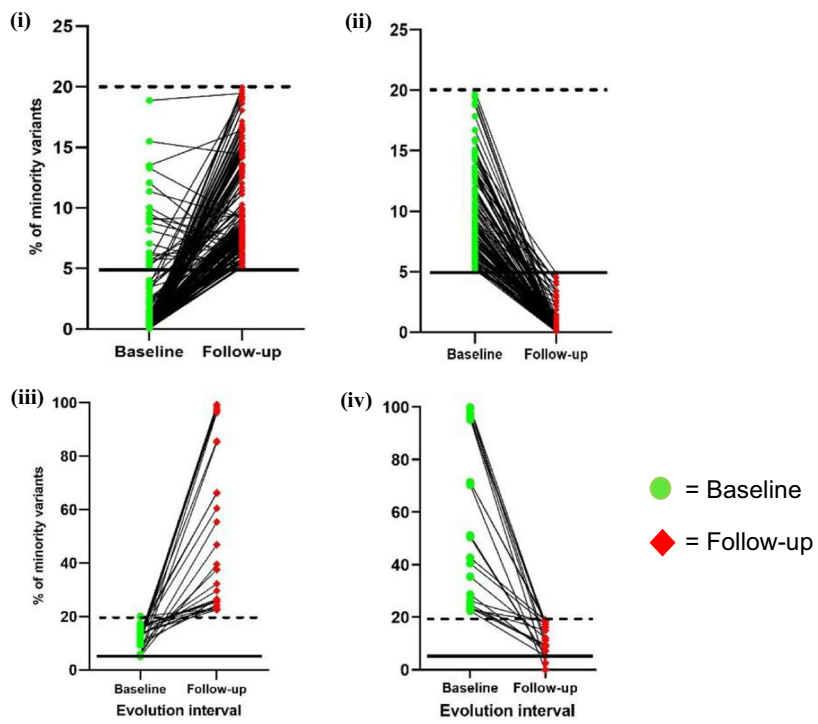 (i)
25
20
15
10
5
0
% of minority variants
Baseline Follow-up
(ii)
25
20
15
10
5
0
Baseline Follow-up
(iii)
100
80
60
40
20
0
% of minority variants
Baseline Follow-up
Evolution interval
(iv)
100
80
60
40
20
0
Baseline Follow-up
Evolution interval
= Baseline
= Follow-up